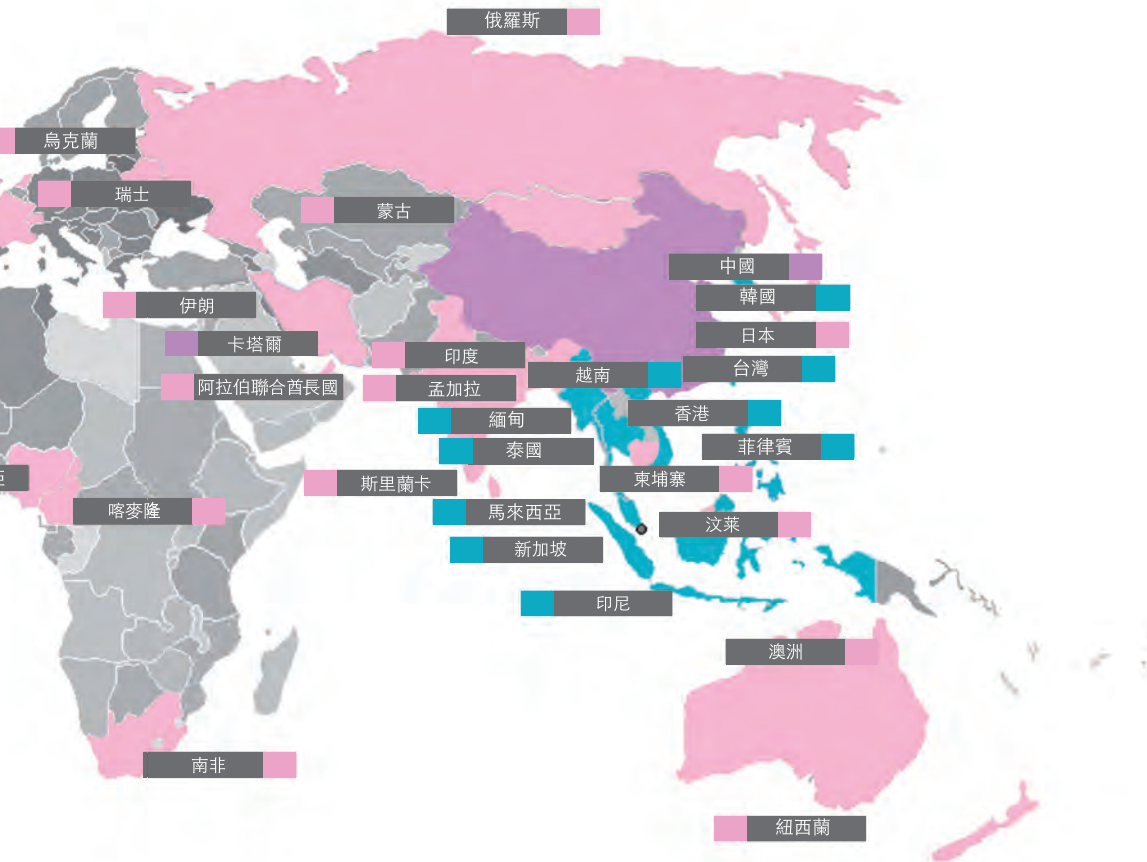 俄羅斯
烏克蘭
瑞士
蒙古
中國
韓國
伊朗
日本
卡塔爾
印度
台灣
越南
阿拉伯聯合酋長國
孟加拉
香港
緬甸
菲律賓
泰國
柬埔寨
斯里蘭卡
喀麥隆
馬來西亞
汶萊
新加坡
印尼
澳洲
南非
紐西蘭